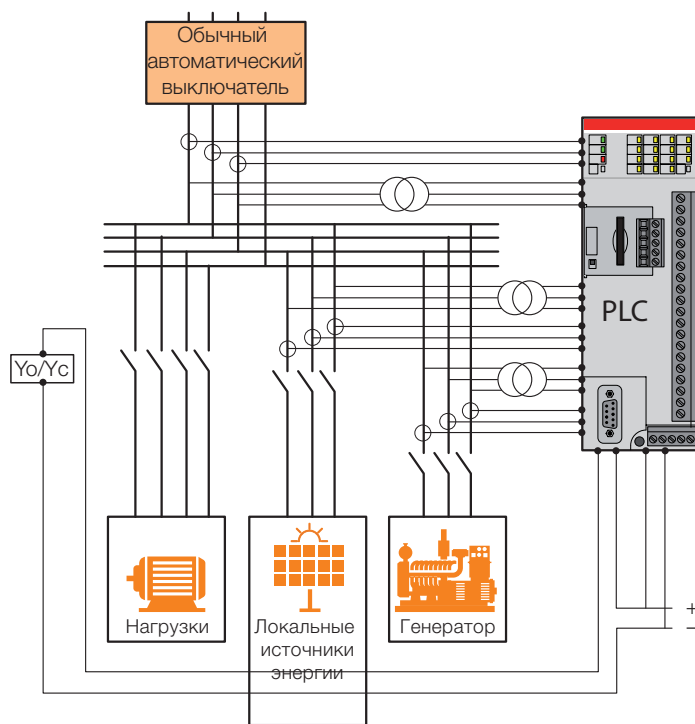 Обычный
автоматический
выключатель
PLC
Yo/Yc
Нагрузки
Локальные
источники
энергии
Генератор
+
−